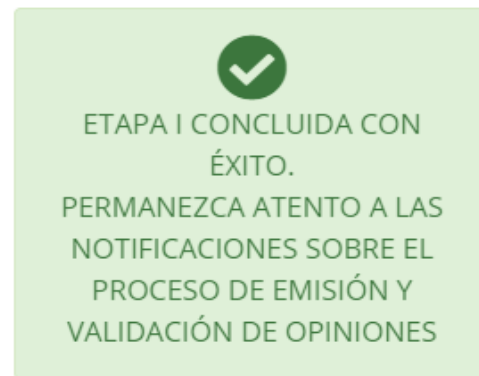 ETAPA I CONCLUIDA CON
ÉXITO.
PERMANEZCA ATENTO A LAS
NOTIFICACIONES SOBRE EL
PROCESO DE EMISIÓN Y
VALIDACIÓN DE OPINIONES